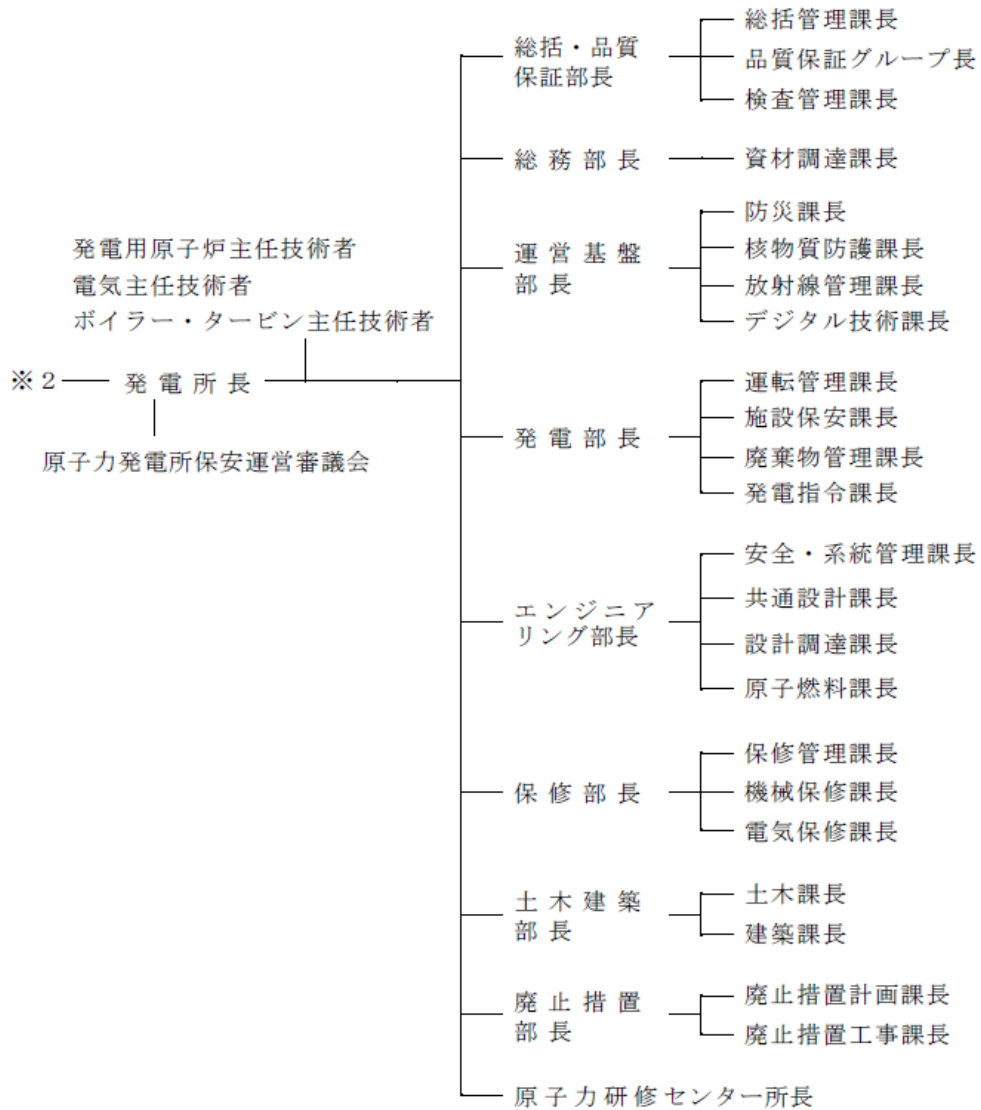 発電用原子炉主任技術者
電気主任技術者
ボイラー・タービン主任技術者
※2
発電所長
原子力発電所保安運営審議会
総括・品質
保証部長
総括管理課長
品質保証グループ長
検査管理課長
総務部長
資材調達課長
運営基盤
部長
防災課長
核物質防護課長
放射線管理課長
デジタル技術課長
発電部長
運転管理課長
施設保安課長
廃棄物管理課長
発電指令課長
エンジニア
リング部長
安全・系統管理課長
共通設計課長
設計調達課長
原子燃料課長
保修部長
保修管理課長
機械保修課長
電気保修課長
土木建築
部長
土木課長
建築課長
廃止措置
部長
廃止措置計画課長
廃止措置工事課長
原子力研修センター所長